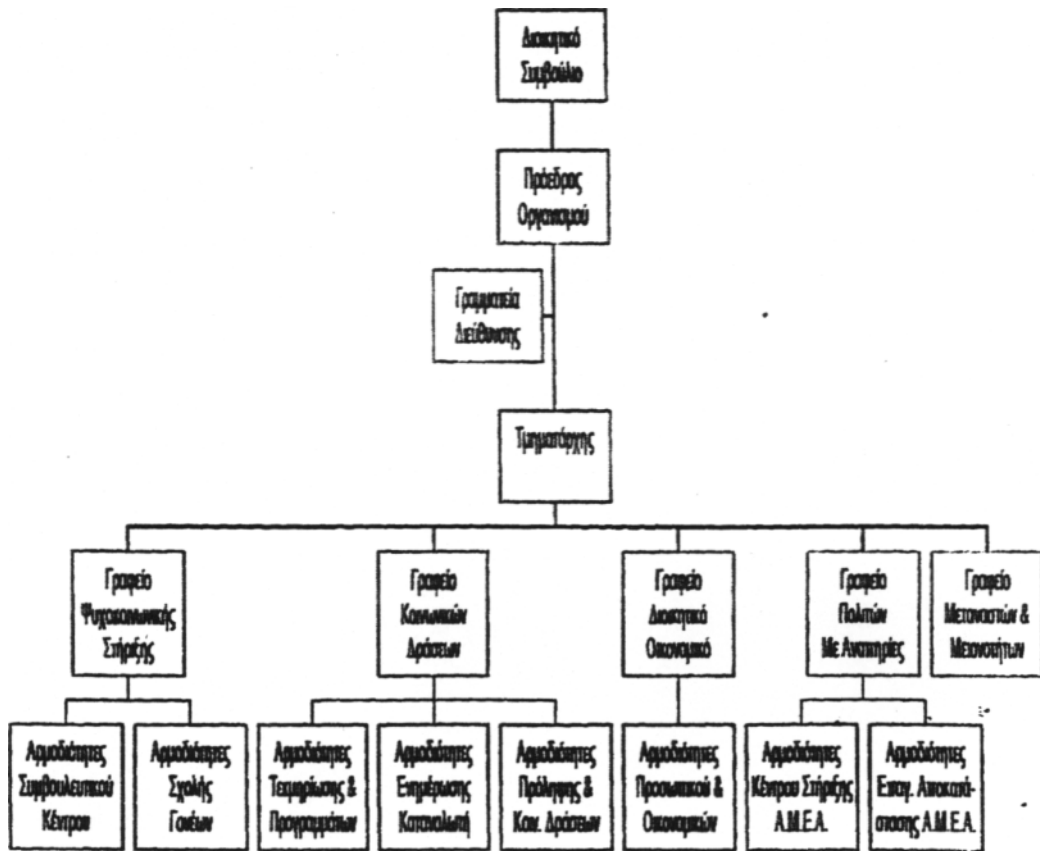 Διοικητικό
Συμβούλιο
Πρόεδρος
Οργανισμού
Γραμματεία
Διεύθυνσης
Τμηματάρχης
Γραφείο
Ψυχοκοινωνικής
Στήριξης
Γραφείο
Κοινωνικών
Δράσεων
Γραφείο
Διοικητικό
Οικονομικό
Γραφείο
Πολιτών
Με Αναπηρίες
Γραφείο
Μεταναστών &
Μειονοτήτων
Αρμοδιότητες
Συμβουλευτικού
Κέντρου
Αρμοδιότητες
Σχολής
Γονέων
Αρμοδιότητες
Τεκμηρίωσης &
Προγραμμάτων
Αρμοδιότητες
Ενημέρωσης
Καταναλωτή
Αρμοδιότητες
Πρόληψης &
Κοιν. Δράσεων
Αρμοδιότητες
Προσωπικού &
Οικονομικών
Αρμοδιότητες
Κέντρου Στήριξης
Α.Μ.Ε.Α.
Αρμοδιότητες
Επαγ. Αποκατά-
στασης Α.Μ.Ε.Α.